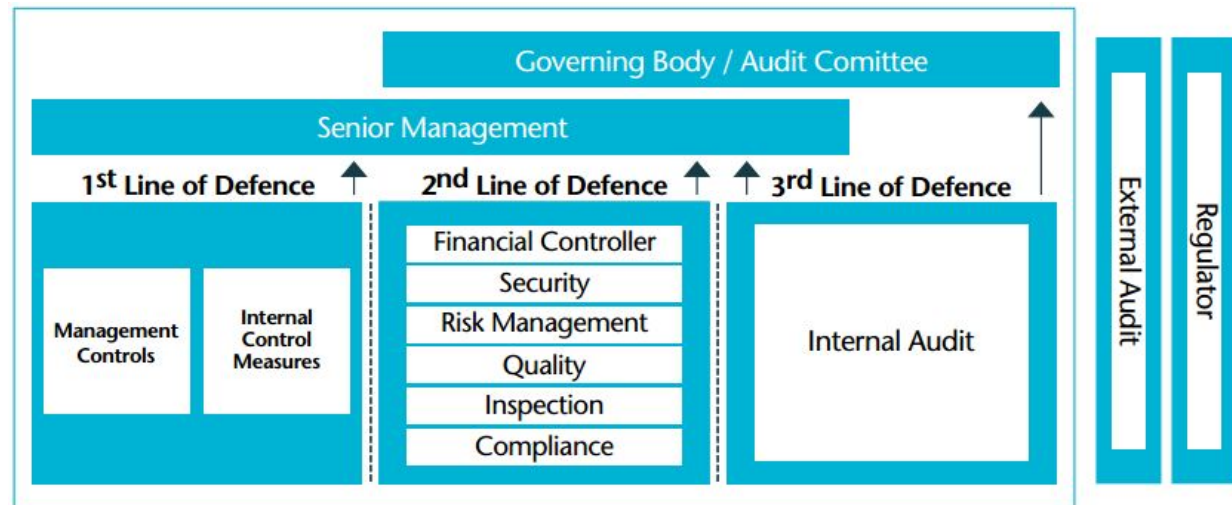 Governing Body / Audit Comittee
Senior Management
1st Line of Defence
2nd Line of Defence
3rd Line of Defence
Management
Controls
Internal
Control
Measures
Financial Controller
Security
Risk Management
Quality
Inspection
Compliance
Internal Audit
External Audit
Regulator